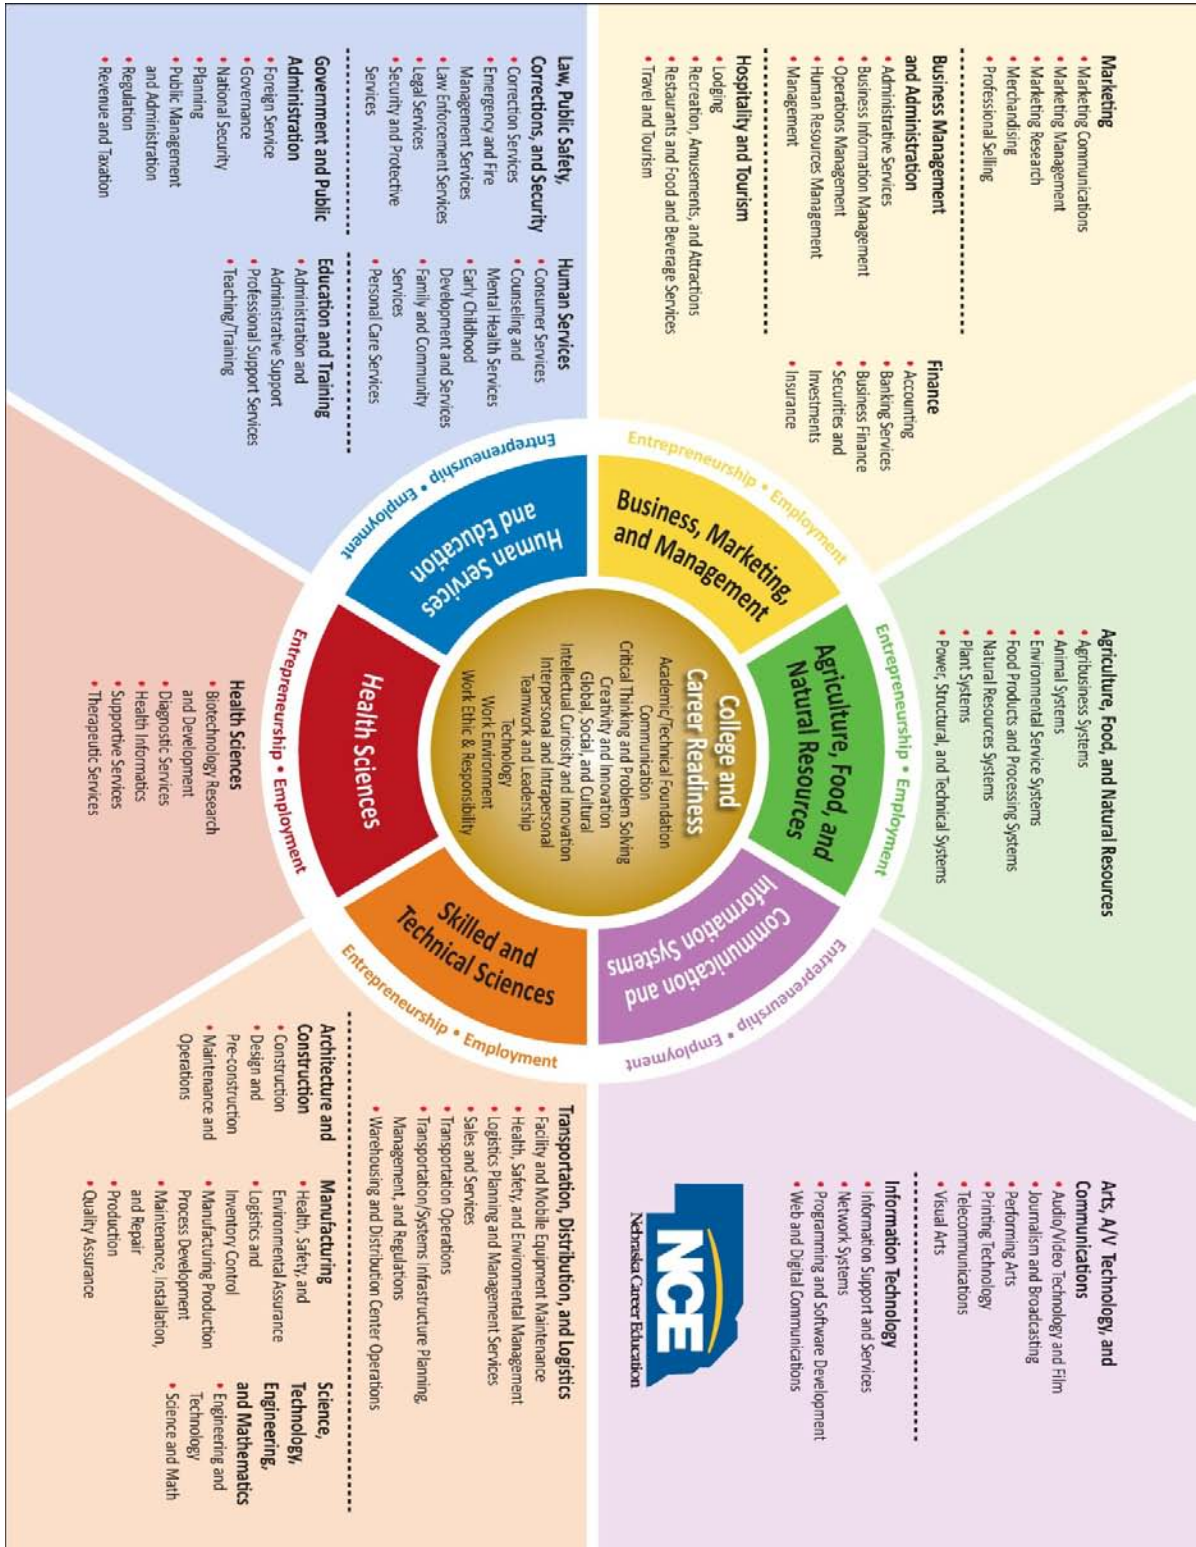 Marketing
• Marketing Communications
• Marketing Management
• Marketing Research
• Merchandising
• Professional Selling
Business Management
and Administration
• Administrative Services
• Business Information Management
• Operations Management
• Human Resources Management
• Management
Hospitality and Tourism
• Lodging
• Recreation, Amusements, and Attractions
• Restaurants and Food and Beverage Services
• Travel and Tourism
Finance
• Accounting
• Banking Services
• Business Finance
• Securities and
Investments
• Insurance
Agriculture, Food, and Natural Resources
• Agribusiness Systems
• Animal Systems
• Environmental Service Systems
• Food Products and Processing Systems
• Natural Resources Systems
• Plant Systems
• Power, Structural, and Technical Systems
Arts, A/V Technology, and
Communications
• Audio/Video Technology and Film
• Journalism and Broadcasting
• Performing Arts
• Printing Technology
• Telecommunications
• Visual Arts
Information Technology
• Information Support and Services
• Network Systems
• Programming and Software Development
• Web and Digital Communications
NCE
Nebraska Career Education
Entrepreneurship • Employment
Business, Marketing,
and Management
Entrepreneurship • Employment
Agriculture, Food, and
Natural Resources
Entrepreneurship • Employment
Communication and
Information Systems
College and
Career Readiness
Academic/Technical Foundation
Communication
Critical Thinking and Problem Solving
Creativity and Innovation
Global, Social, and Cultural
Intellectual Curiosity and Innovation
Interpersonal and Intrapersonal
Teamwork and Leadership
Technology
Work Environment
Work Ethic & Responsibility
Human Services
and Education
Entrepreneurship • Employment
Health Sciences
Entrepreneurship • Employment
Skilled and
Technical Sciences
Entrepreneurship • Employment
Law, Public Safety,
Corrections, and Security
• Correction Services
• Emergency and Fire
Management Services
• Law Enforcement Services
• Legal Services
• Security and Protective
Services
Government and Public
Administration
• Foreign Service
• Governance
• National Security
• Planning
• Public Management
and Administration
• Regulation
• Revenue and Taxation
Human Services
• Consumer Services
• Counseling and
Mental Health Services
• Early Childhood
Development and Services
• Family and Community
Services
• Personal Care Services
Education and Training
• Administration and
Administrative Support
• Professional Support Services
• Teaching/Training
Health Sciences
• Biotechnology Research
and Development
• Diagnostic Services
• Health Informatics
• Supportive Services
• Therapeutic Services
Transportation, Distribution, and Logistics
• Facility and Mobile Equipment Maintenance
• Health, Safety, and Environmental Management
• Logistics Planning and Management Services
• Sales and Services
• Transportation Operations
• Transportation/Systems Infrastructure Planning,
Management, and Regulations
• Warehousing and Distribution Center Operations
Architecture and
Construction
• Construction
• Design and
Pre-construction
• Maintenance and
Operations
Manufacturing
• Health, Safety, and
Environmental Assurance
• Logistics and
Inventory Control
• Manufacturing Production
Process Development
• Maintenance, Installation,
and Repair
• Production
• Quality Assurance
Science,
Technology,
Engineering,
and Mathematics
• Engineering and
Technology
• Science and Math